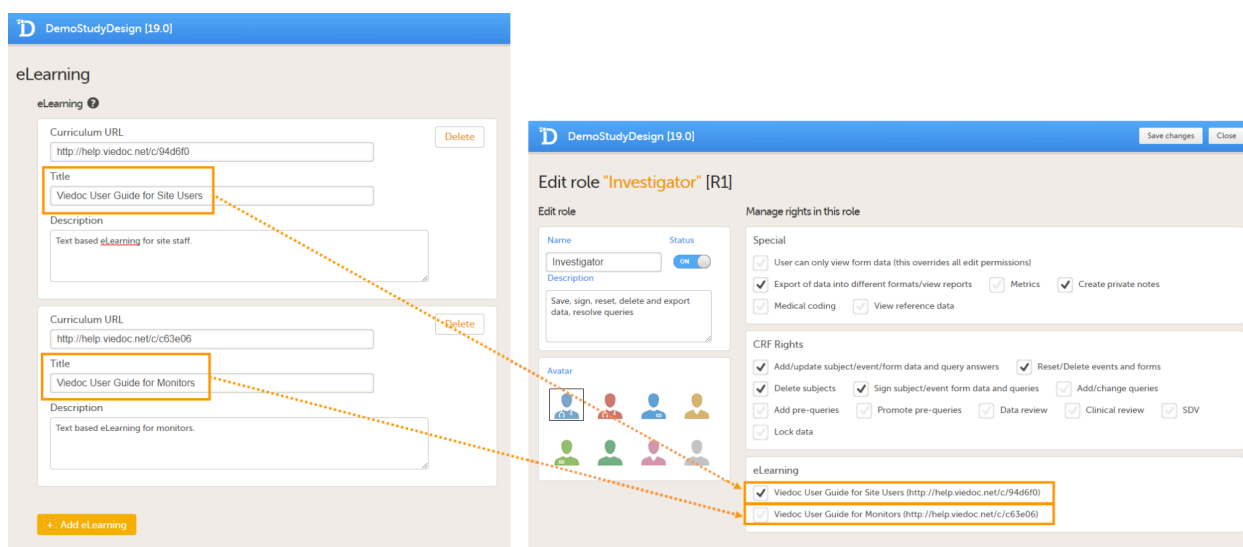 DemoStudyDesign [19.0]
eLearning
eLearning ?
Curriculum URL
Delete
http://help.viedoc.net/c/94d6f0
Title
Viedoc User Guide for Site Users
Description
Text based eLearning for site staff.
Curriculum URL
Delete
http://help.viedoc.net/c/c63e06
Title
Viedoc User Guide for Monitors
Description
Text based eLearning for monitors.
+ Add eLearning
DemoStudyDesign [19.0]
Save changes Close
Edit role "Investigator" [R1]
Edit role
Name Status
Investigator ON
Description
Save, sign, reset, delete and export
data, resolve queries
Avatar
Manage rights in this role
Special
User can only view form data (this overrides all edit permissions)
Export of data into different formats/view reports Metrics Create private notes
Medical coding View reference data
CRF Rights
Add/update subject/event/form data and query answers Reset/Delete events and forms
Delete subjects Sign subject/event form data and queries Add/change queries
Add pre-queries Promote pre-queries Data review Clinical review SDV
Lock data
eLearning
Viedoc User Guide for Site Users (http://help.viedoc.net/c/94d6f0)
Viedoc User Guide for Monitors (http://help.viedoc.net/c/c63e06)